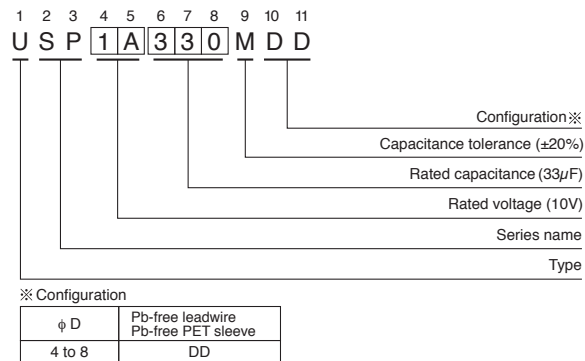 1 2 3 4 5 6 7 8 9 10 11
U S P 1 A 3 3 0 M D D
Configuration※
Capacitance tolerance (±20%)
Rated capacitance (33µF)
Rated voltage (10V)
Series name
Type
※ Configuration
ϕ D
Pb-free leadwire
Pb-free PET sleeve
4 to 8
DD